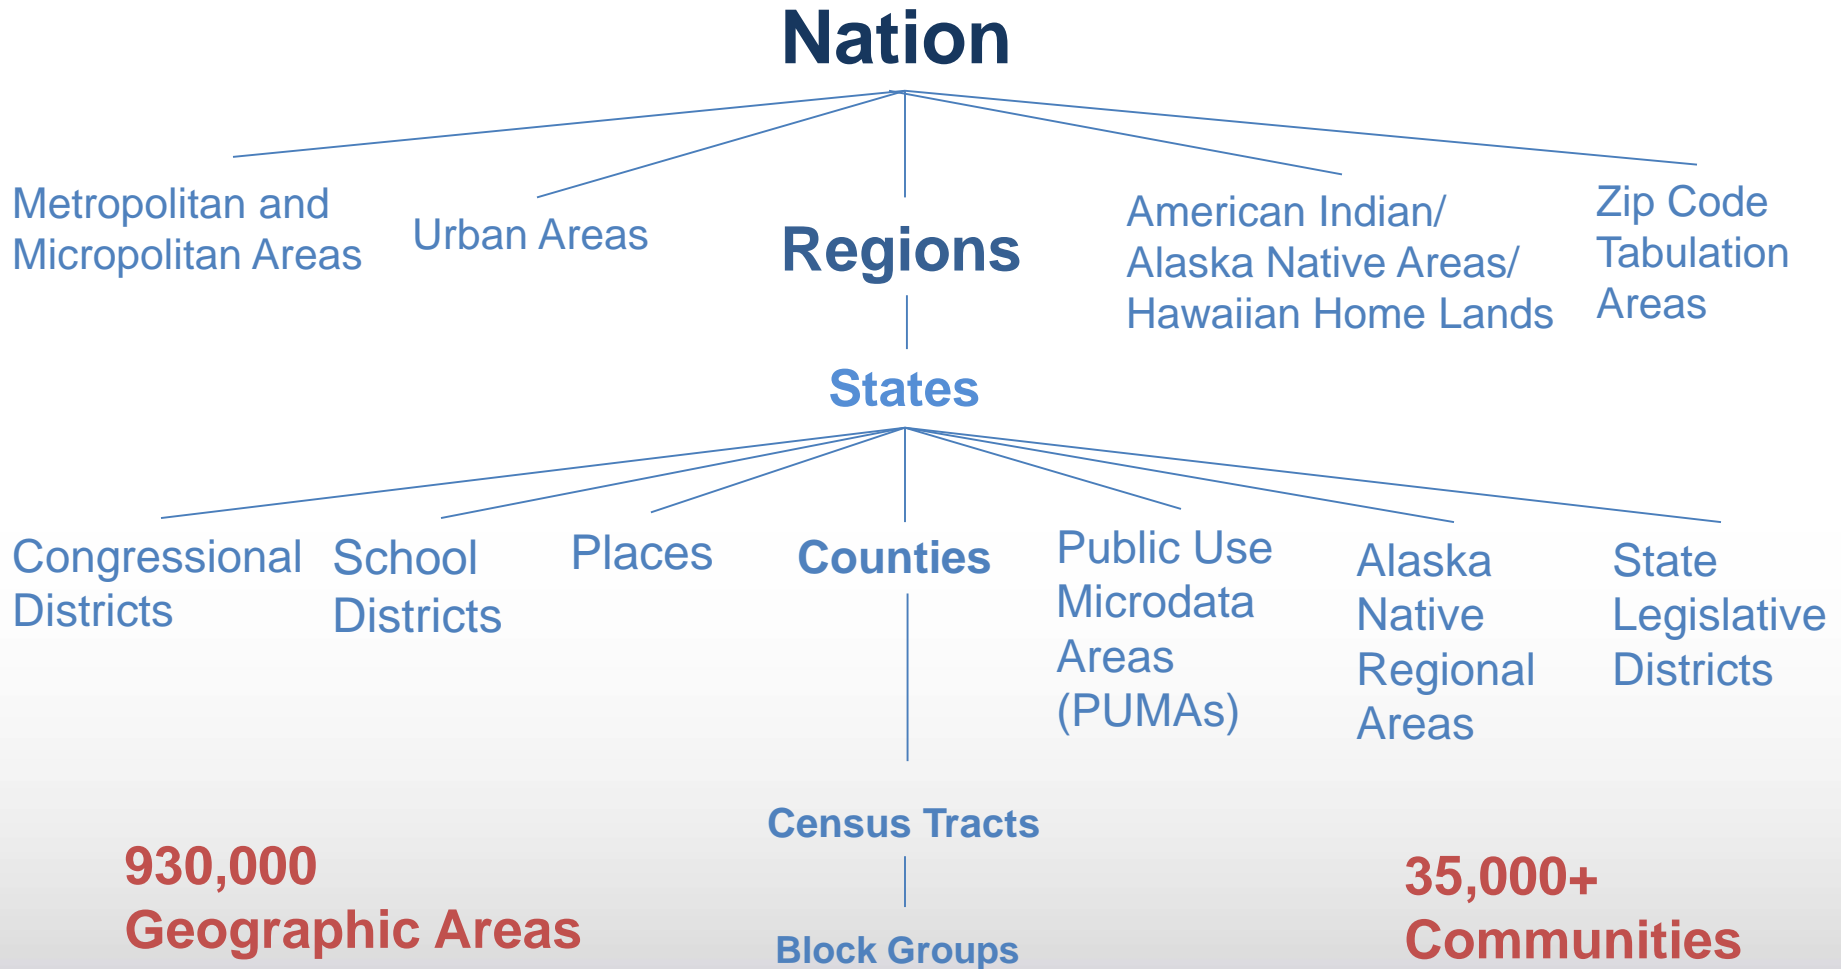 Nation
Metropolitan and
Micropolitan Areas
Urban Areas
Regions
American Indian/
Alaska Native Areas/
Hawaiian Home Lands
Zip Code
Tabulation
Areas
States
Congressional
Districts
School
Districts
Places
Counties
Public Use
Microdata
Areas
(PUMAs)
Alaska
Native
Regional
Areas
State
Legislative
Districts
Census Tracts
930,000
Geographic Areas
Block Groups
35,000+
Communities